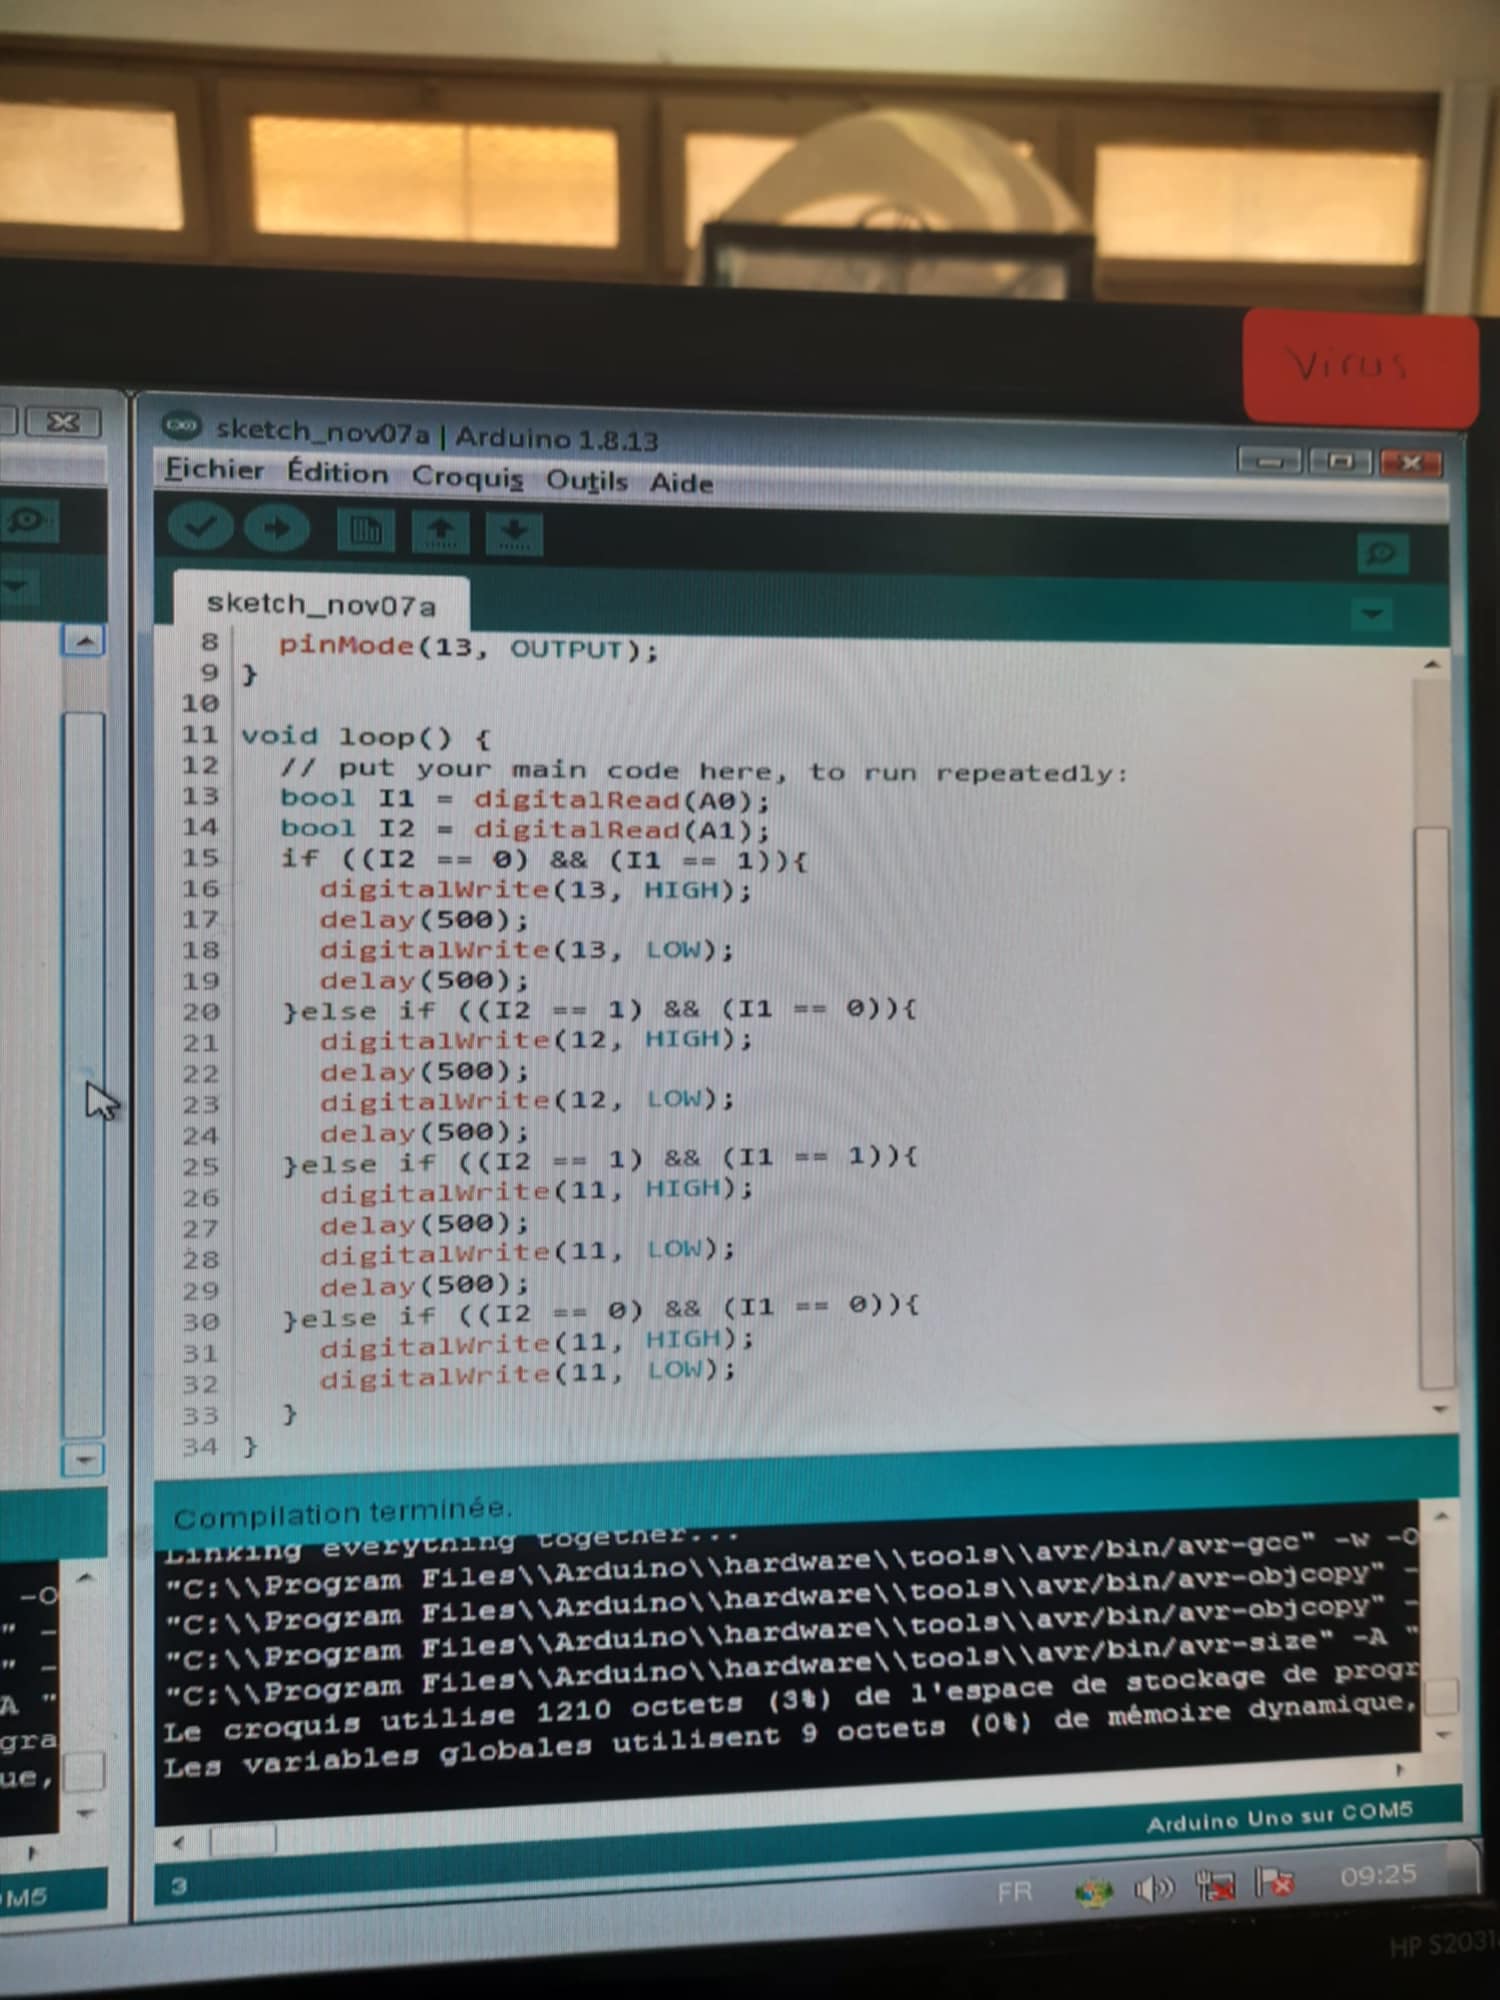 Virus
sketch_nov07a | Arduino 1.8.13
Fichier Édition Croquis Outils Aide
sketch_nov07a
8 pinMode(13, OUTPUT);
9 }
10
11 void loop() {
12 // put your main code here, to run repeatedly:
13 bool I1 = digitalRead(A0);
14 bool I2 = digitalRead(A1);
15 if ((I2 == 0) && (I1 == 1)){
16 digitalWrite(13, HIGH);
17 delay(500);
18 digitalWrite(13, LOW);
19 delay(500);
20 }else if ((I2 == 1) && (I1 == 0)){
21 digitalWrite(12, HIGH);
22 delay(500);
23 digitalWrite(12, LOW);
24 delay(500);
25 }else if ((I2 == 1) && (I1 == 1)){
26 digitalWrite(11, HIGH);
27 delay(500);
28 digitalWrite(11, LOW);
29 delay(500);
30 }else if ((I2 == 0) && (I1 == 0)){
31 digitalWrite(11, HIGH);
32 digitalWrite(11, LOW);
33 }
34 }
Compilation terminée.
Linking everything together...
"C:\\Program Files\\Arduino\\hardware\\tools\\avr/bin/avr-gcc" -w -O
"C:\\Program Files\\Arduino\\hardware\\tools\\avr/bin/avr-objcopy" -
"C:\\Program Files\\Arduino\\hardware\\tools\\avr/bin/avr-objcopy" -
"C:\\Program Files\\Arduino\\hardware\\tools\\avr/bin/avr-size" -A "
Le croquis utilise 1210 octets (3%) de l'espace de stockage de progr
Les variables globales utilisent 9 octets (0%) de mémoire dynamique,
-O
" -
" -
A "
gra
ue,
Arduino Uno sur COM5
M5
3
FR
09:25
HP S2031